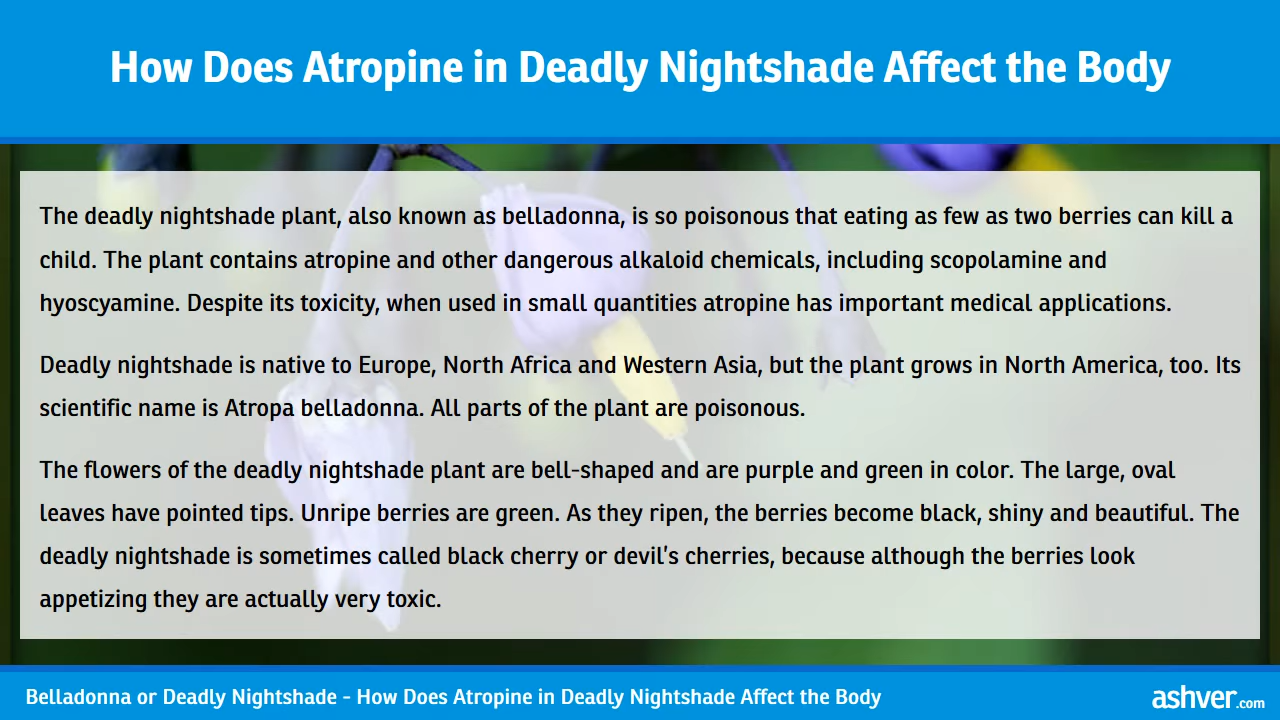 How Does Atropine in Deadly Nightshade Affect the Body
The deadly nightshade plant, also known as belladonna, is so poisonous that eating as few as two berries can kill a
child. The plant contains atropine and other dangerous alkaloid chemicals, including scopolamine and
hyoscyamine. Despite its toxicity, when used in small quantities atropine has important medical applications.
Deadly nightshade is native to Europe, North Africa and Western Asia, but the plant grows in North America, too. Its
scientific name is Atropa belladonna. All parts of the plant are poisonous.
The flowers of the deadly nightshade plant are bell-shaped and are purple and green in color. The large, oval
leaves have pointed tips. Unripe berries are green. As they ripen, the berries become black, shiny and beautiful. The
deadly nightshade is sometimes called black cherry or devil's cherries, because although the berries look
appetizing they are actually very toxic.
Belladonna or Deadly Nightshade - How Does Atropine in Deadly Nightshade Affect the Body
ashver.com